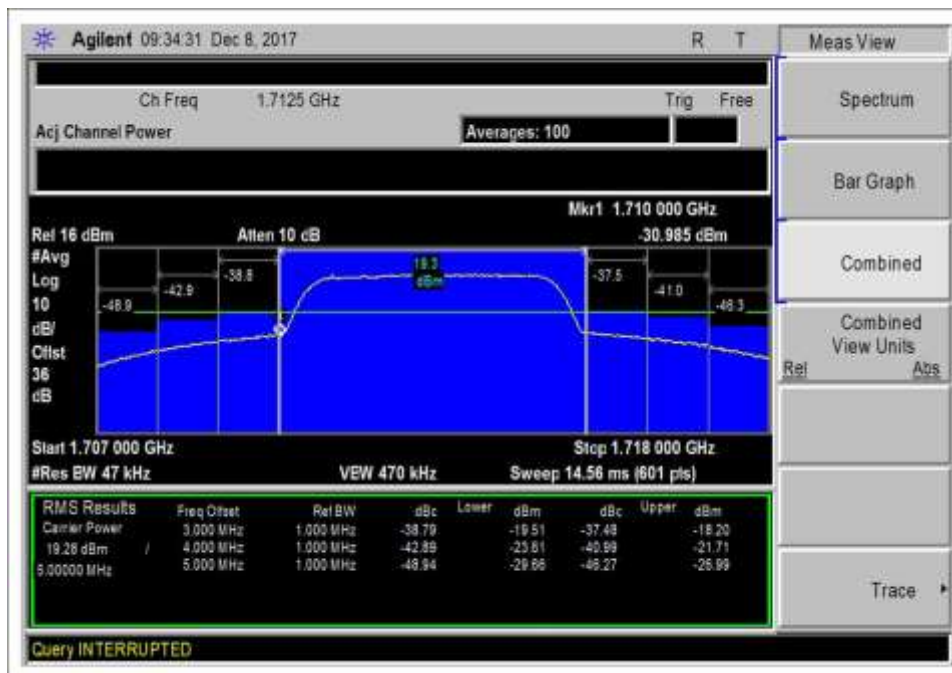 Agilent 09:34:31 Dec 8, 2017 R T
Meas View
Ch Freq 1.7125 GHz Trig Free
Acj Channel Power Averages: 100
Mkr1 1.710 000 GHz
Rel 16 dBm Atten 10 dB -30.985 dBm
#Avg
Log
10
dB/
Offst
36
dB
-48.9
-42.9
-38.8
19.3
dBm
-37.5
-41.0
-46.3
Start 1.707 000 GHz Stop 1.718 000 GHz
#Res BW 47 kHz VBW 470 kHz Sweep 14.56 ms (601 pts)
RMS Results Freq Offset Ref BW dBc Lower dBm dBc Upper dBm
Carrier Power 3.000 MHz 1.000 MHz -38.79 -19.51 -37.48 -18.20
19.28 dBm / 4.000 MHz 1.000 MHz -42.89 -23.61 -40.99 -21.71
5.00000 MHz 5.000 MHz 1.000 MHz -48.94 -29.66 -46.27 -26.99
Query INTERRUPTED
Spectrum
Bar Graph
Combined
Combined
View Units
Rel Abs
Trace